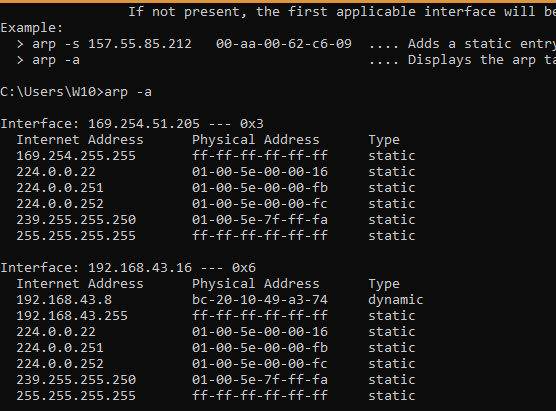 If not present, the first applicable interface will be
Example:
> arp -s 157.55.85.212   00-aa-00-62-c6-09  .... Adds a static entry
> arp -a                                    .... Displays the arp ta
C:\Users\W10>arp -a
Interface: 169.254.51.205 --- 0x3
Internet Address      Physical Address      Type
169.254.255.255       ff-ff-ff-ff-ff-ff     static
224.0.0.22            01-00-5e-00-00-16     static
224.0.0.251           01-00-5e-00-00-fb     static
224.0.0.252           01-00-5e-00-00-fc     static
239.255.255.250       01-00-5e-7f-ff-fa     static
255.255.255.255       ff-ff-ff-ff-ff-ff     static
Interface: 192.168.43.16 --- 0x6
Internet Address      Physical Address      Type
192.168.43.8          bc-20-10-49-a3-74     dynamic
192.168.43.255        ff-ff-ff-ff-ff-ff     static
224.0.0.22            01-00-5e-00-00-16     static
224.0.0.251           01-00-5e-00-00-fb     static
224.0.0.252           01-00-5e-00-00-fc     static
239.255.255.250       01-00-5e-7f-ff-fa     static
255.255.255.255       ff-ff-ff-ff-ff-ff     static